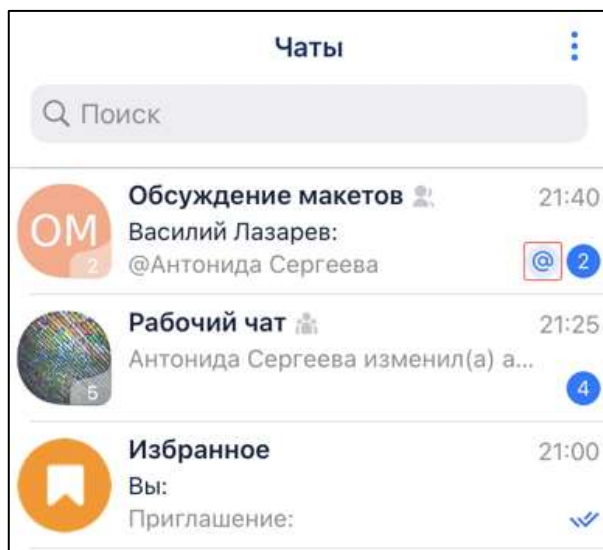 Чаты
Поиск
Обсуждение макетов 21:40
ОМ
2
Василий Лазарев:
@Антонида Сергеева @ 2
Рабочий чат 21:25
Антонида Сергеева изменил(а) а...
5
4
Избранное 21:00
Вы:
Приглашение: